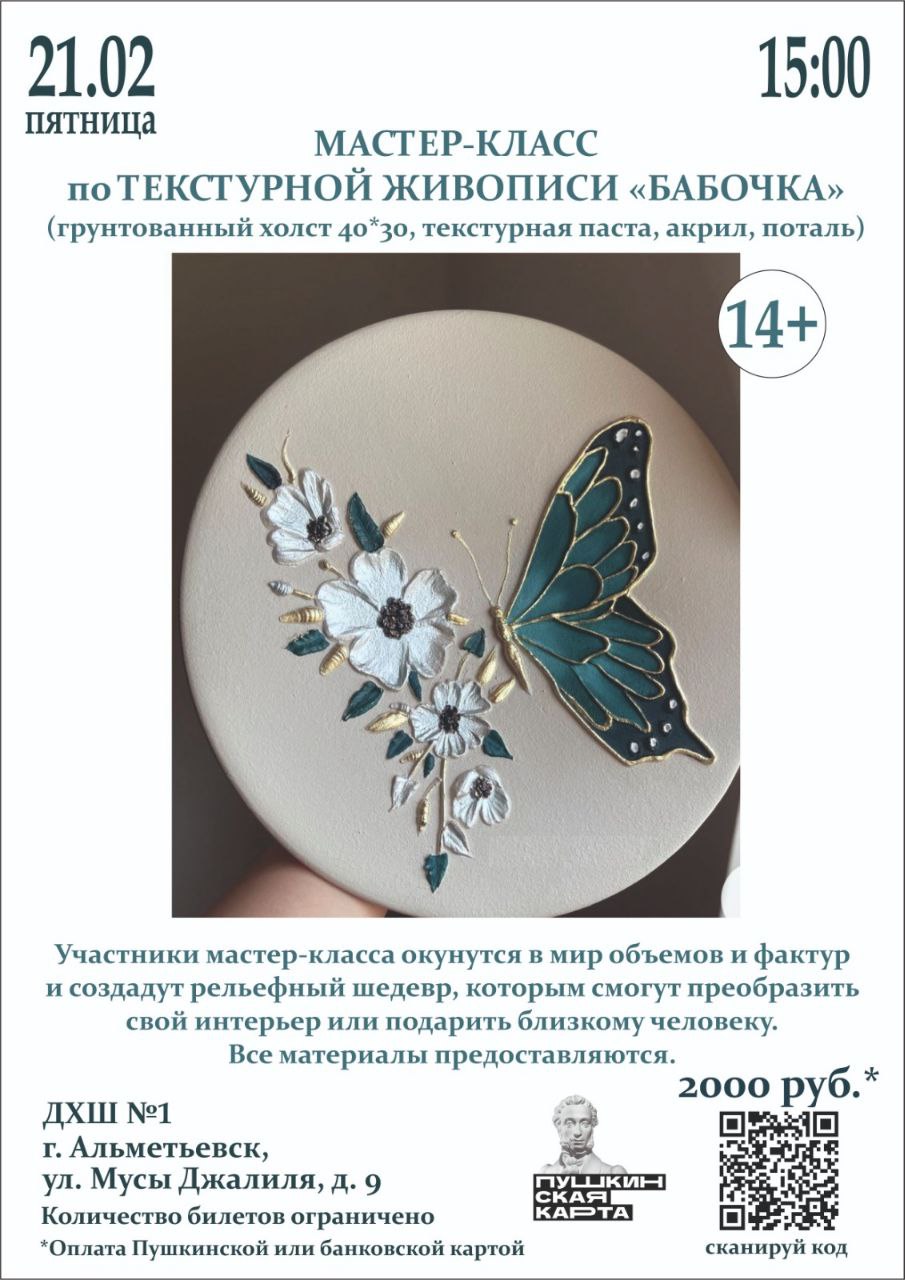 21.02
пятница
15:00
МАСТЕР-КЛАСС
по ТЕКСТУРНОЙ ЖИВОПИСИ «БАБОЧКА»
(грунтованный холст 40*30, текстурная паста, акрил, поталь)
14+
Участники мастер-класса окунутся в мир объемов и фактур
и создадут рельефный шедевр, которым смогут преобразить
свой интерьер или подарить близкому человеку.
Все материалы предоставляются.
2000 руб.*
ДХШ №1
г. Альметьевск,
ул. Мусы Джалиля, д. 9
Количество билетов ограничено
*Оплата Пушкинской или банковской картой
ПУШКИН
СКАЯ
КАРТА
сканируй код